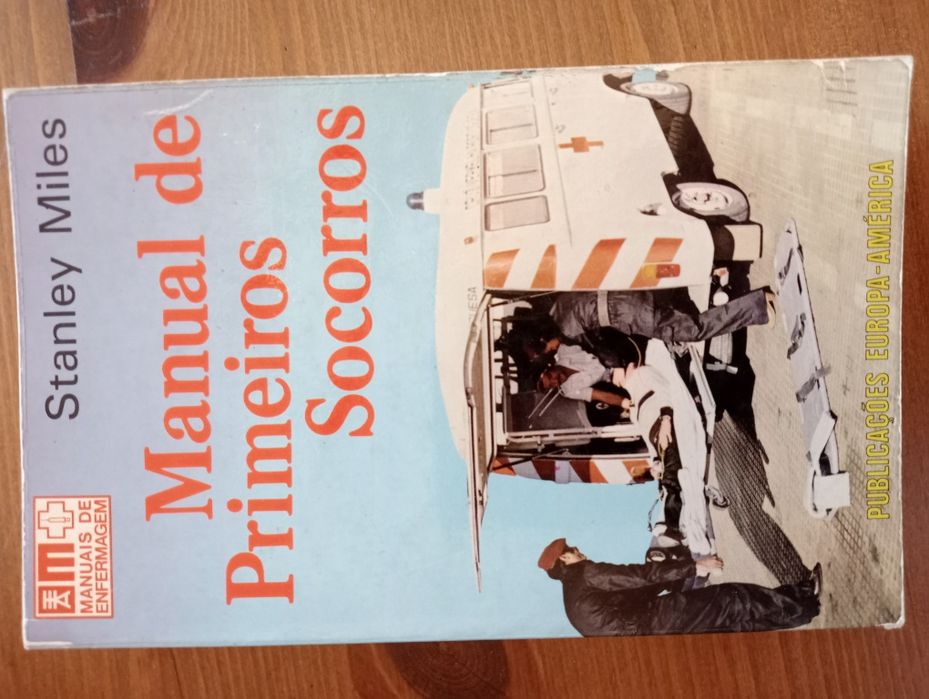 Stanley Miles
Manual de
Primeiros
Socorros
MANUAIS DE
ENFERMAGEM
PUBLICAÇÕES EUROPA-AMÉRICA